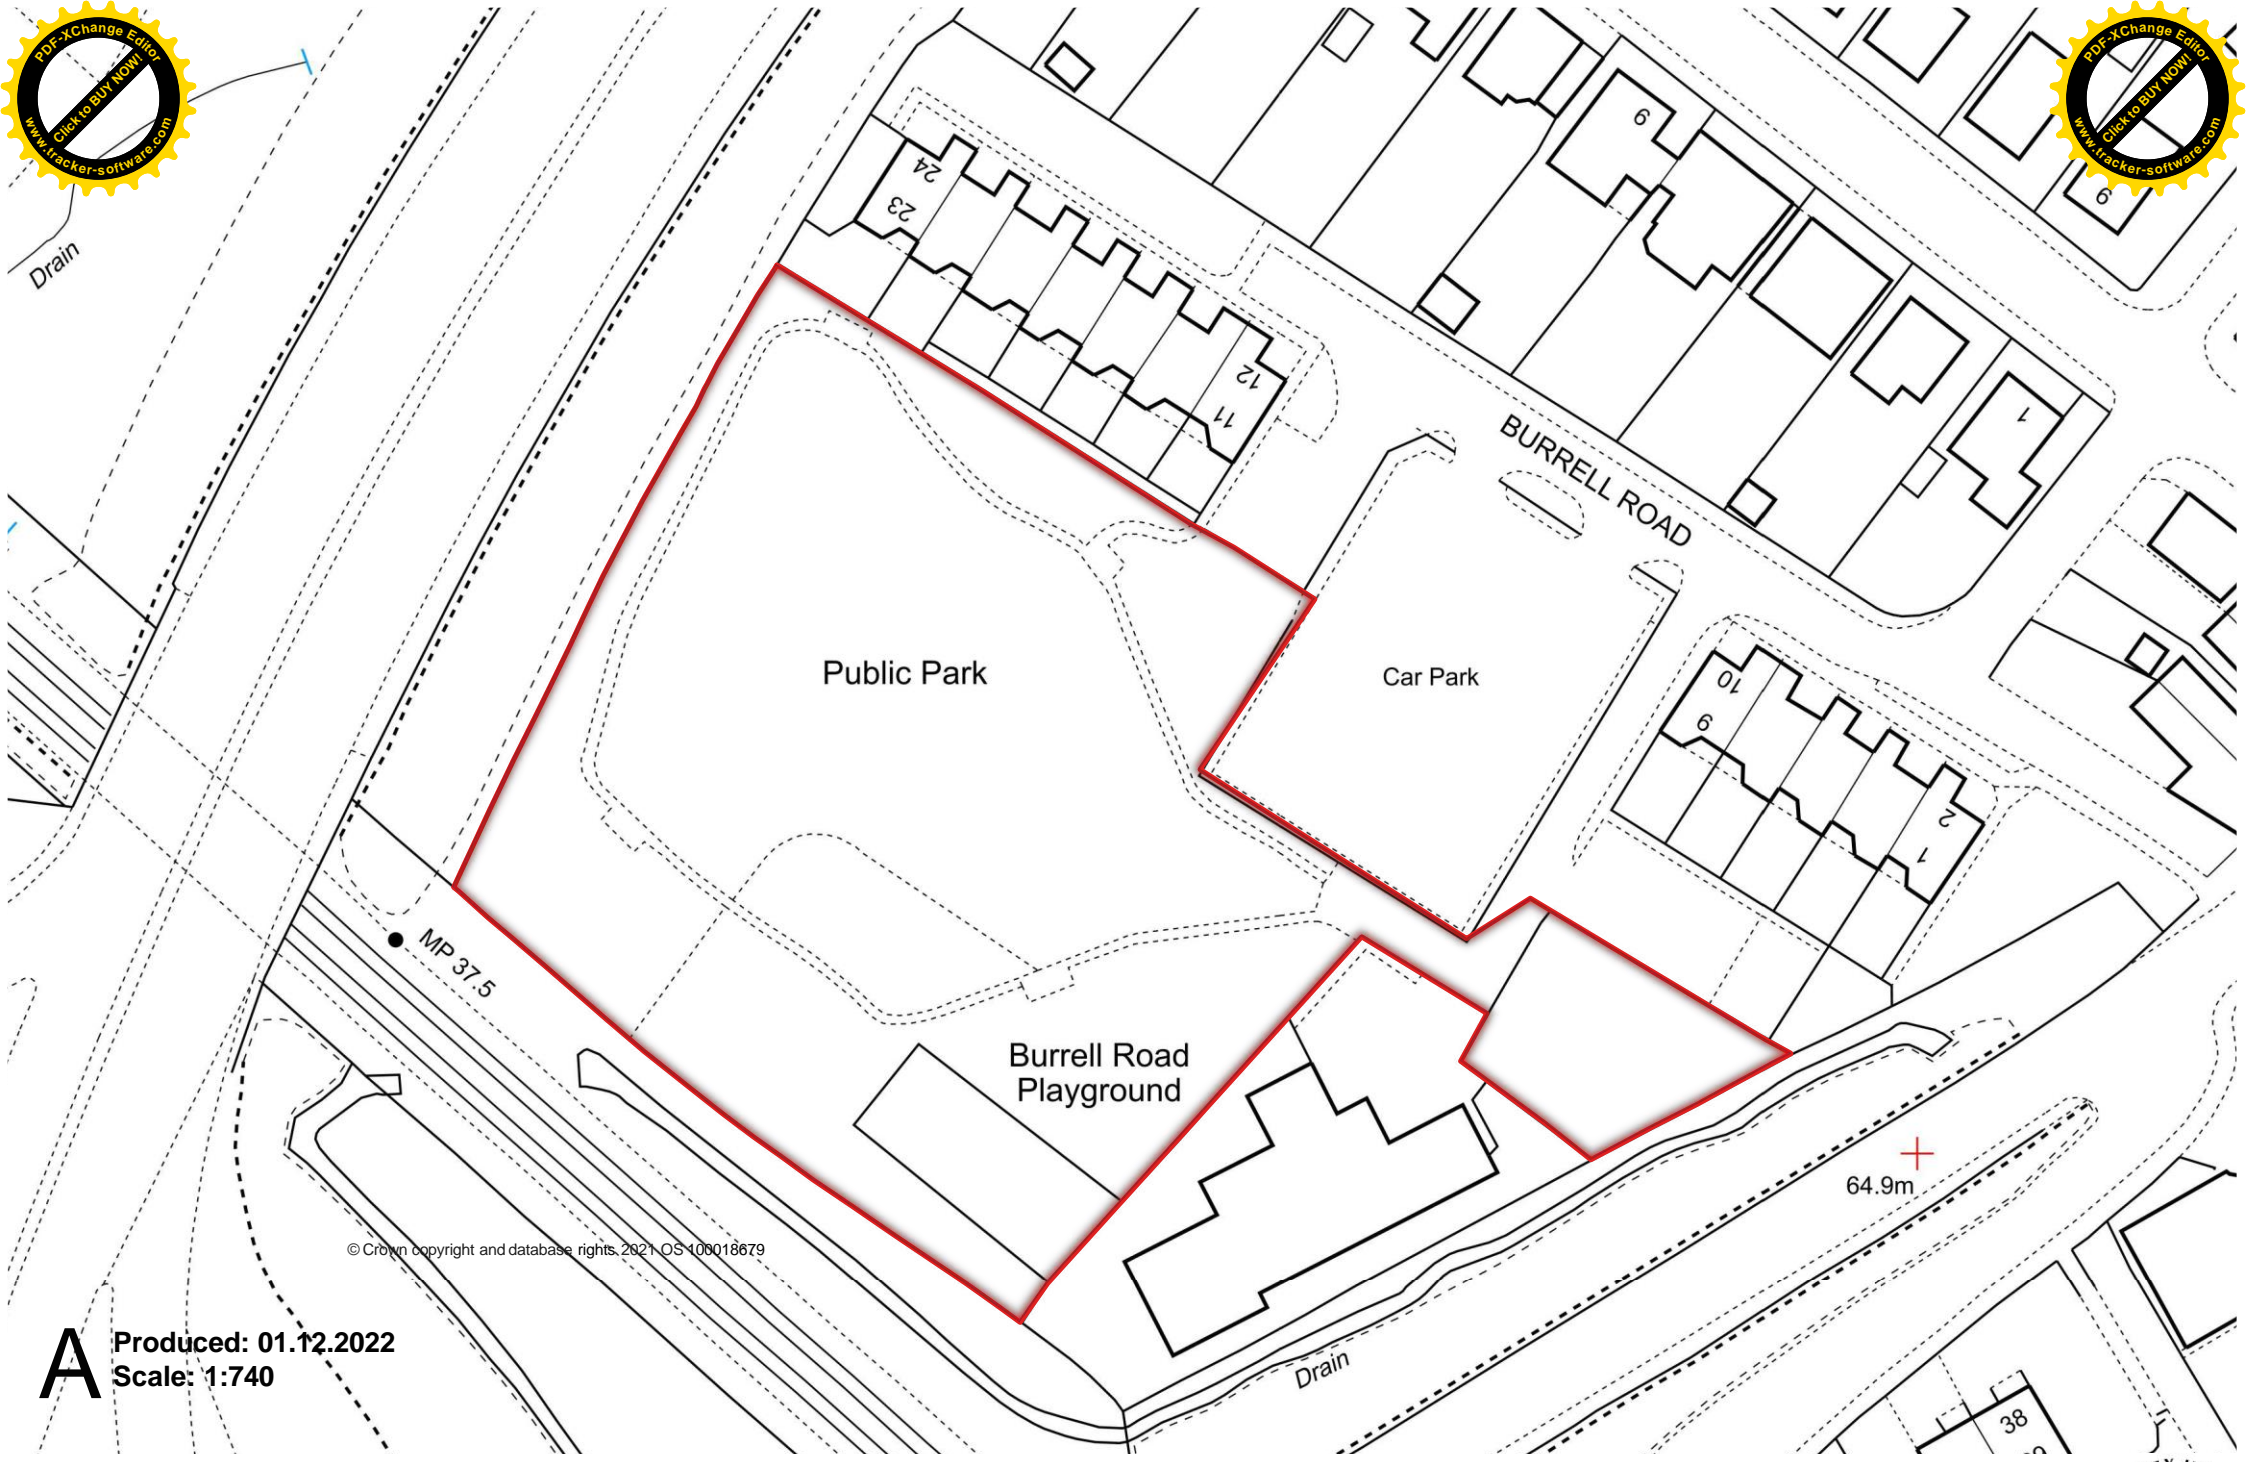 PDF-XChange Editor
Click to BUY NOW!
www.tracker-software.com
PDF-XChange Editor
Click to BUY NOW!
www.tracker-software.com
Drain
24
23
9
9
12
11
1
BURRELL ROAD
Public Park
Car Park
10
9
2
1
MP 37.5
Burrell Road
Playground
64.9m
© Crown copyright and database rights 2021 OS 100018679
A
Produced: 01.12.2022
Scale: 1:740
Drain
38